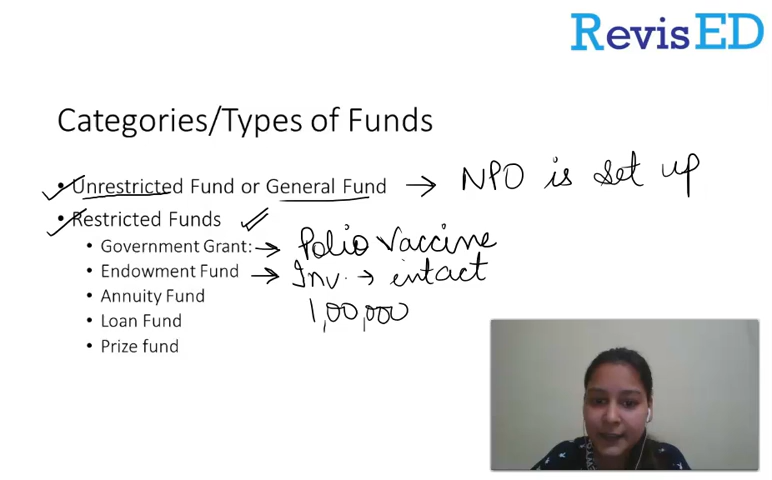 RevisED
Categories/Types of Funds
• Unrestricted Fund or General Fund → NPO is set up
• Restricted Funds
• Government Grant: → Polio Vaccine
• Endowment Fund → Inv. → intact
• Annuity Fund 1,00,000
• Loan Fund
• Prize fund